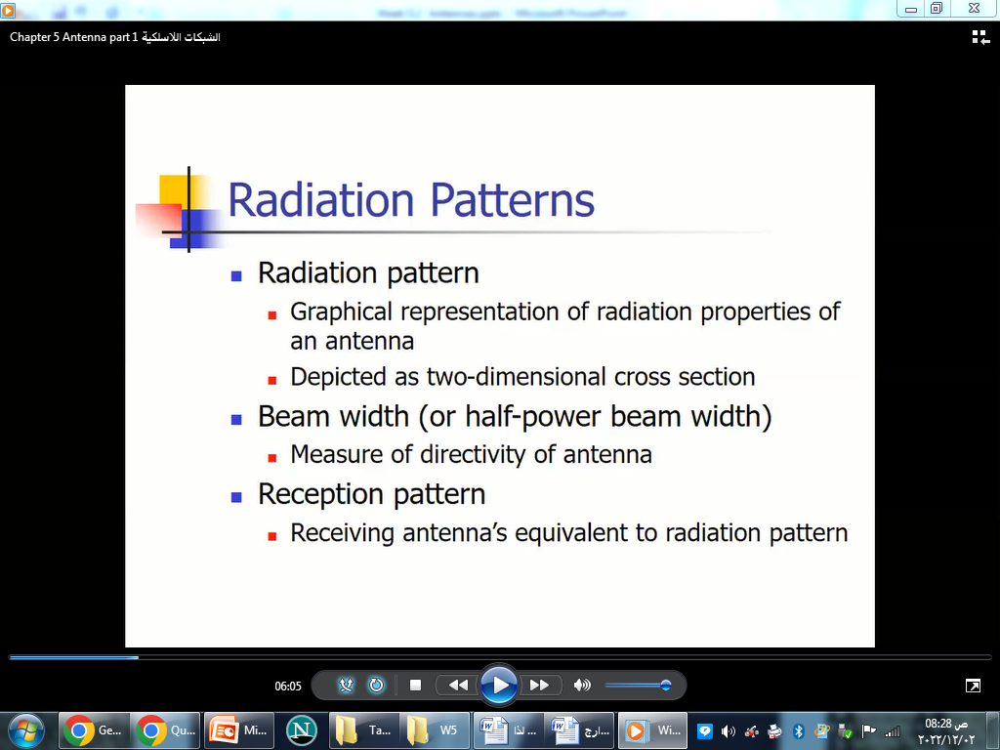 Chapter 5 Antenna part 1 الشبكات اللاسلكية
Radiation Patterns
Radiation pattern
Graphical representation of radiation properties of
an antenna
Depicted as two-dimensional cross section
Beam width (or half-power beam width)
Measure of directivity of antenna
Reception pattern
Receiving antenna’s equivalent to radiation pattern
06:05
Ge...
Qu...
Mi...
N
Ta...
W5
لذا ...
ارج...
Wi...
08:28 ص
٢٠٢٢/١٢/٠٢